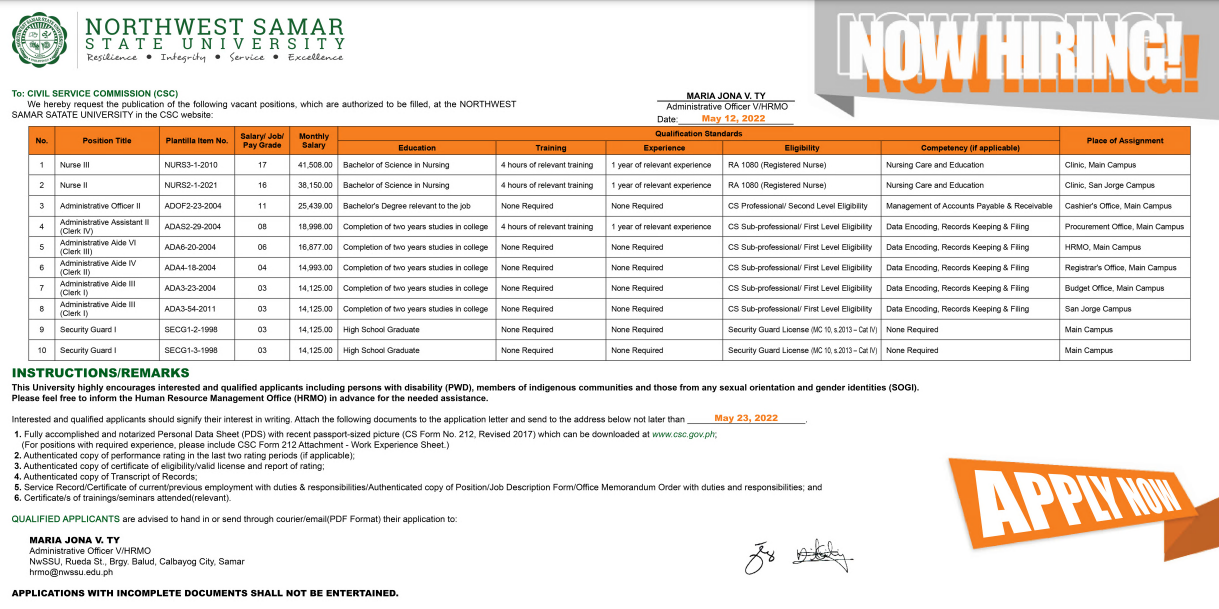 NORTHWEST SAMAR
STATE UNIVERSITY
Resilience • Integrity • Service • Excellence
NOW HIRING!
To: CIVIL SERVICE COMMISSION (CSC)
We hereby request the publication of the following vacant positions, which are authorized to be filled, at the NORTHWEST
SAMAR SATATE UNIVERSITY in the CSC website:
MARIA JONA V. TY
Administrative Officer V/HRMO
Date: May 12, 2022
No. Position Title Plantilla Item No. Salary/ Job/ Pay Grade Monthly Salary Qualification Standards Place of Assignment
Education Training Experience Eligibility Competency (if applicable)
1 Nurse III NURS3-1-2010 17 41,508.00 Bachelor of Science in Nursing 4 hours of relevant training 1 year of relevant experience RA 1080 (Registered Nurse) Nursing Care and Education Clinic, Main Campus
2 Nurse II NURS2-1-2021 16 38,150.00 Bachelor of Science in Nursing 4 hours of relevant training 1 year of relevant experience RA 1080 (Registered Nurse) Nursing Care and Education Clinic, San Jorge Campus
3 Administrative Officer II ADOF2-23-2004 11 25,439.00 Bachelor's Degree relevant to the job None Required None Required CS Professional/ Second Level Eligibility Management of Accounts Payable & Receivable Cashier's Office, Main Campus
4 Administrative Assistant II (Clerk IV) ADAS2-29-2004 08 18,998.00 Completion of two years studies in college 4 hours of relevant training 1 year of relevant experience CS Sub-professional/ First Level Eligibility Data Encoding, Records Keeping & Filing Procurement Office, Main Campus
5 Administrative Aide VI (Clerk III) ADA6-20-2004 06 16,877.00 Completion of two years studies in college None Required None Required CS Sub-professional/ First Level Eligibility Data Encoding, Records Keeping & Filing HRMO, Main Campus
6 Administrative Aide IV (Clerk II) ADA4-18-2004 04 14,993.00 Completion of two years studies in college None Required None Required CS Sub-professional/ First Level Eligibility Data Encoding, Records Keeping & Filing Registrar's Office, Main Campus
7 Administrative Aide III (Clerk I) ADA3-23-2004 03 14,125.00 Completion of two years studies in college None Required None Required CS Sub-professional/ First Level Eligibility Data Encoding, Records Keeping & Filing Budget Office, Main Campus
8 Administrative Aide III (Clerk I) ADA3-54-2011 03 14,125.00 Completion of two years studies in college None Required None Required CS Sub-professional/ First Level Eligibility Data Encoding, Records Keeping & Filing San Jorge Campus
9 Security Guard I SECG1-2-1998 03 14,125.00 High School Graduate None Required None Required Security Guard License (MC 10, s.2013 – Cat IV) None Required Main Campus
10 Security Guard I SECG1-3-1998 03 14,125.00 High School Graduate None Required None Required Security Guard License (MC 10, s.2013 – Cat IV) None Required Main Campus
INSTRUCTIONS/REMARKS
This University highly encourages interested and qualified applicants including persons with disability (PWD), members of indigenous communities and those from any sexual orientation and gender identities (SOGI).
Please feel free to inform the Human Resource Management Office (HRMO) in advance for the needed assistance.
Interested and qualified applicants should signify their interest in writing. Attach the following documents to the application letter and send to the address below not later than May 23, 2022.
1. Fully accomplished and notarized Personal Data Sheet (PDS) with recent passport-sized picture (CS Form No. 212, Revised 2017) which can be downloaded at www.csc.gov.ph;
(For positions with required experience, please include CSC Form 212 Attachment - Work Experience Sheet.)
2. Authenticated copy of performance rating in the last two rating periods (if applicable);
3. Authenticated copy of certificate of eligibility/valid license and report of rating;
4. Authenticated copy of Transcript of Records;
5. Service Record/Certificate of current/previous employment with duties & responsibilities/Authenticated copy of Position/Job Description Form/Office Memorandum Order with duties and responsibilities; and
6. Certificate/s of trainings/seminars attended(relevant).
APPLY NOW
QUALIFIED APPLICANTS are advised to hand in or send through courier/email(PDF Format) their application to:
MARIA JONA V. TY
Administrative Officer V/HRMO
NwSSU, Rueda St., Brgy. Balud, Calbayog City, Samar
hrmo@nwssu.edu.ph
APPLICATIONS WITH INCOMPLETE DOCUMENTS SHALL NOT BE ENTERTAINED.